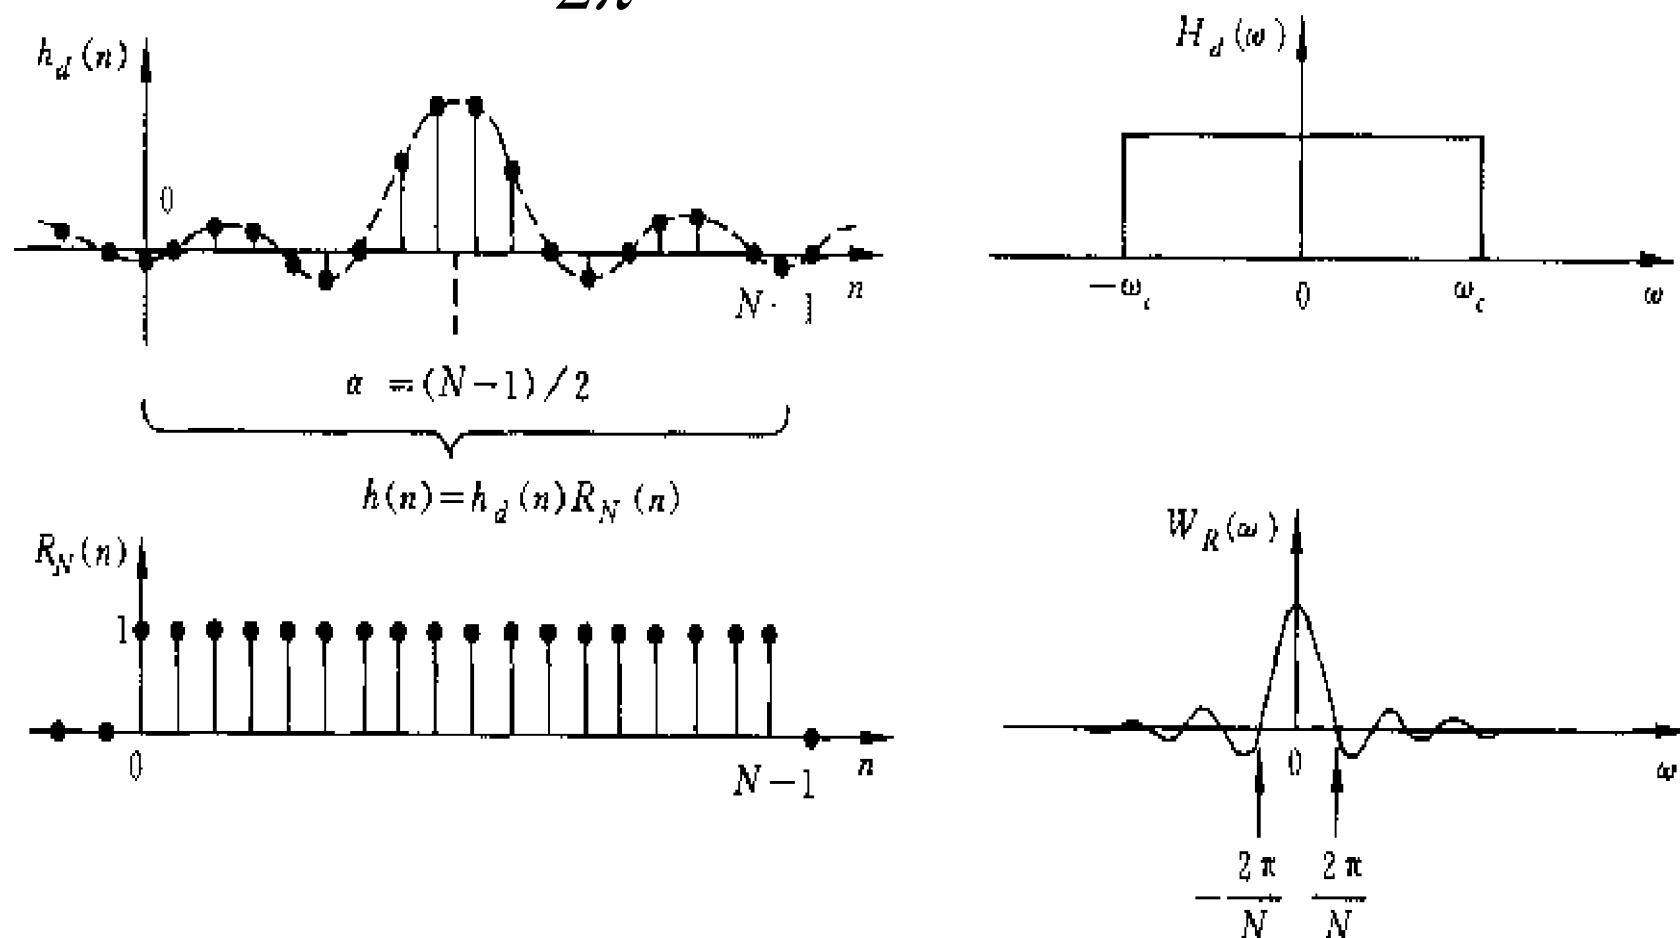 2π
h_d(n)
0
N-1
n
α = (N-1)/2
h(n)=h_d(n)R_N(n)
H_d(ω)
-ω_c
0
ω_c
ω
R_N(n)
1
0
N-1
n
W_R(ω)
0
ω
-2π/N
2π/N